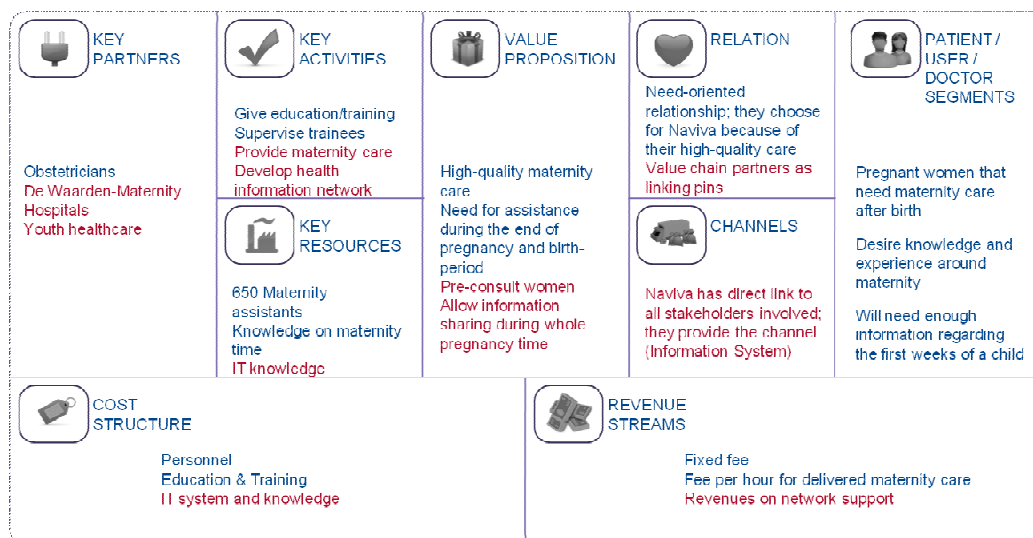 KEY
PARTNERS
Obstetricians
De Waarden-Maternity
Hospitals
Youth healthcare
KEY
ACTIVITIES
Give education/training
Supervise trainees
Provide maternity care
Develop health
information network
KEY
RESOURCES
650 Maternity
assistants
Knowledge on maternity
time
IT knowledge
VALUE
PROPOSITION
High-quality maternity
care
Need for assistance
during the end of
pregnancy and birth-
period
Pre-consult women
Allow information
sharing during whole
pregnancy time
RELATION
Need-oriented
relationship; they choose
for Naviva because of
their high-quality care
Value chain partners as
linking pins
CHANNELS
Naviva has direct link to
all stakeholders involved;
they provide the channel
(Information System)
PATIENT /
USER /
DOCTOR
SEGMENTS
Pregnant women that
need maternity care
after birth
Desire knowledge and
experience around
maternity
Will need enough
information regarding
the first weeks of a child
COST
STRUCTURE
Personnel
Education & Training
IT system and knowledge
REVENUE
STREAMS
Fixed fee
Fee per hour for delivered maternity care
Revenues on network support